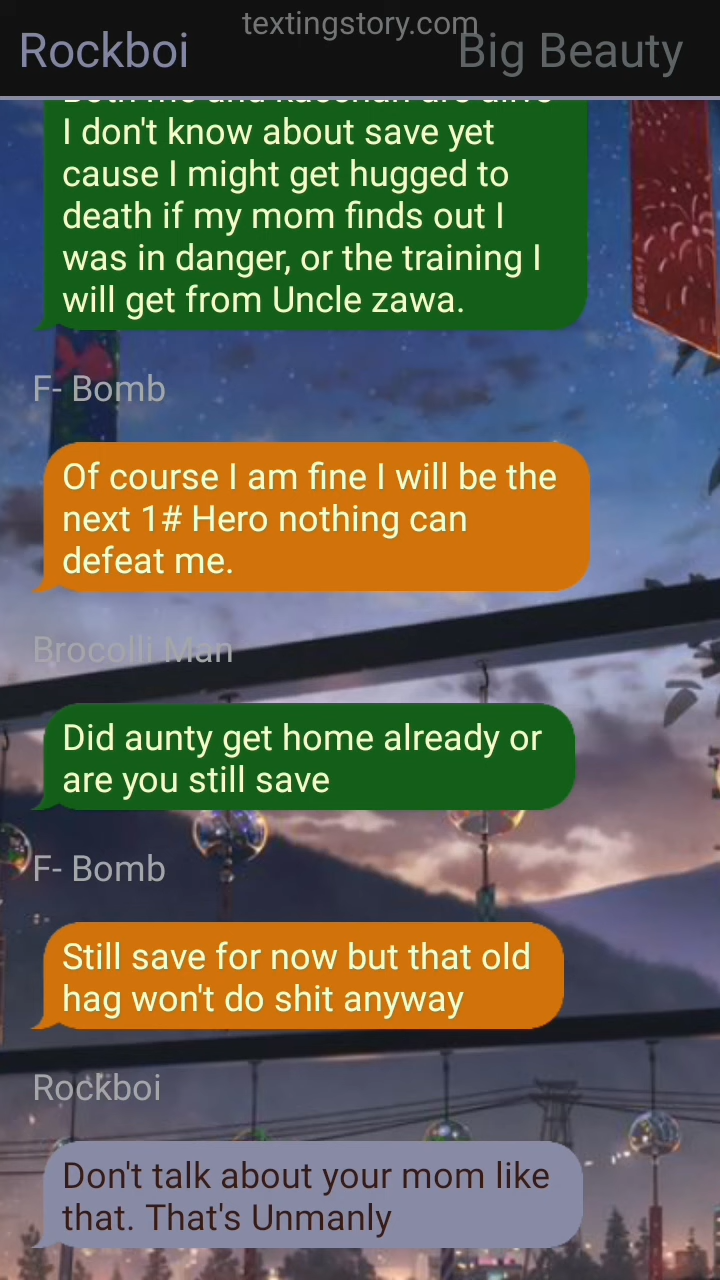 textingstory.com
Rockboi
Big Beauty
I don't know about save yet
cause I might get hugged to
death if my mom finds out I
was in danger, or the training I
will get from Uncle zawa.
F- Bomb
Of course I am fine I will be the
next 1# Hero nothing can
defeat me.
Brocolli Man
Did aunty get home already or
are you still save
F- Bomb
Still save for now but that old
hag won't do shit anyway
Rockboi
Don't talk about your mom like
that. That's Unmanly